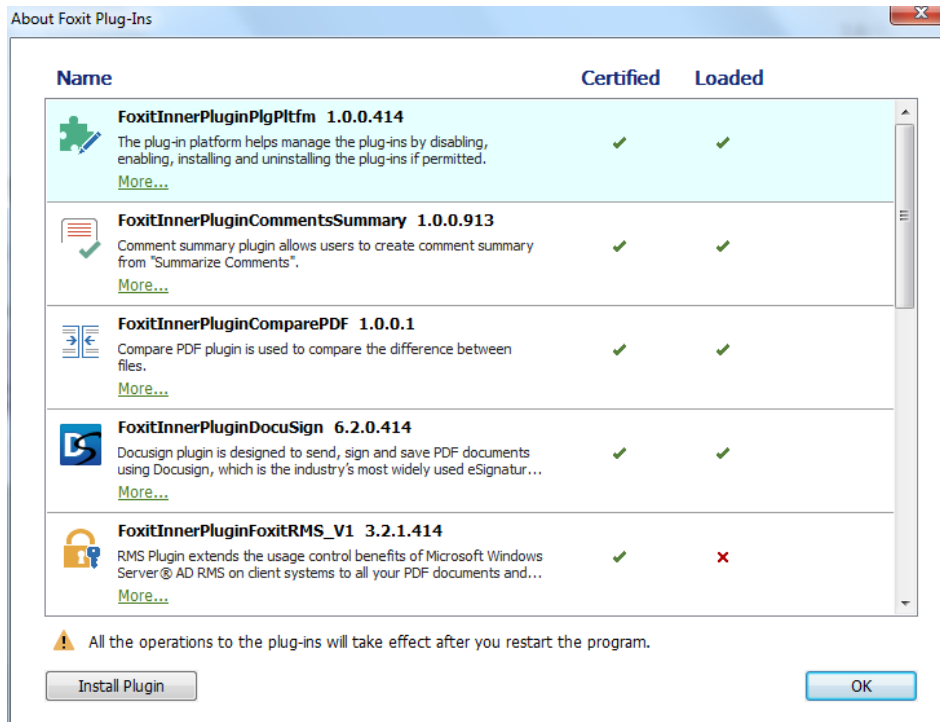 About Foxit Plug-Ins
Name Certified Loaded
FoxitInnerPluginPlgPltfm 1.0.0.414
The plug-in platform helps manage the plug-ins by disabling,
enabling, installing and uninstalling the plug-ins if permitted.
More...
FoxitInnerPluginCommentsSummary 1.0.0.913
Comment summary plugin allows users to create comment summary
from "Summarize Comments".
More...
FoxitInnerPluginComparePDF 1.0.0.1
Compare PDF plugin is used to compare the difference between
files.
More...
DS
FoxitInnerPluginDocuSign 6.2.0.414
Docusign plugin is designed to send, sign and save PDF documents
using Docusign, which is the industry's most widely used eSignatur...
More...
FoxitInnerPluginFoxitRMS_V1 3.2.1.414
RMS Plugin extends the usage control benefits of Microsoft Windows
Server® AD RMS on client systems to all your PDF documents and...
More...
All the operations to the plug-ins will take effect after you restart the program.
Install Plugin OK